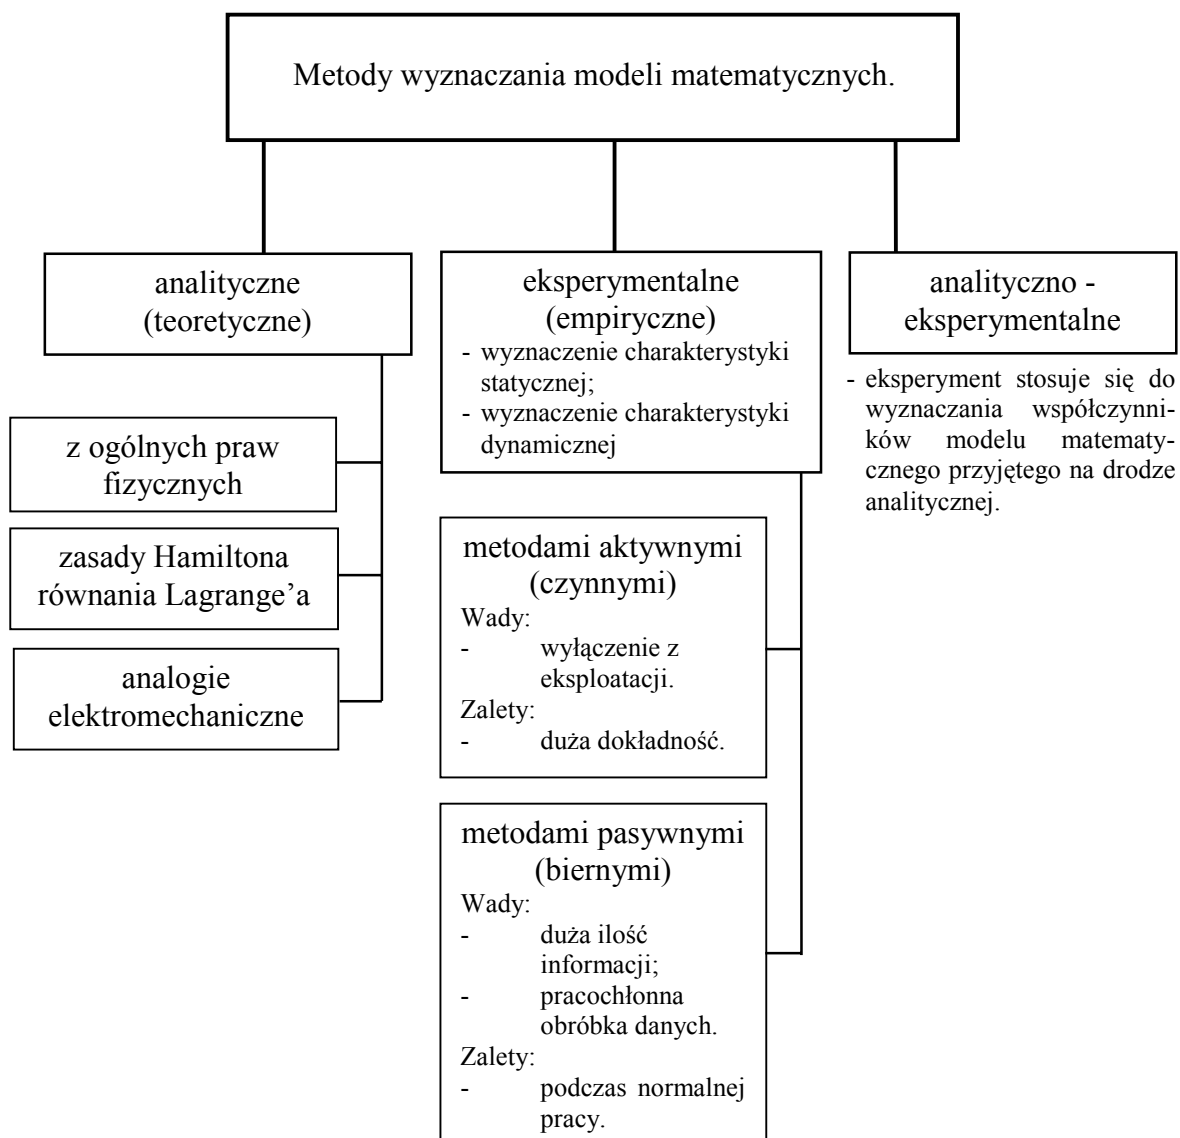 Metody wyznaczania modeli matematycznych.
analityczne
(teoretyczne)
z ogólnych praw
fizycznych
zasady Hamiltona
równania Lagrange’a
analogie
elektromechaniczne
eksperymentalne
(empiryczne)
- wyznaczenie charakterystyki
statycznej;
- wyznaczenie charakterystyki
dynamicznej
metodami aktywnymi
(czynnymi)
Wady:
- wyłączenie z
eksploatacji.
Zalety:
- duża dokładność.
metodami pasywnymi
(biernymi)
Wady:
- duża ilość
informacji;
- pracochłonna
obróbka danych.
Zalety:
- podczas normalnej
pracy.
analityczno -
eksperymentalne
- eksperyment stosuje się do
wyznaczania współczynni-
ków modelu matematy-
cznego przyjętego na drodze
analitycznej.